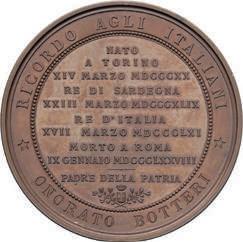 RICORDO AGLI ITALIANI
NATO
A TORINO
XIV MARZO MDCCCXX
RE DI SARDEGNA
XXIII MARZO MDCCCXLIX
RE D'ITALIA
XVII MARZO MDCCCLXI
MORTO A ROMA
IX GENNAIO MDCCCLXXVIII
PADRE DELLA PATRIA
ONORATO BOTTERI